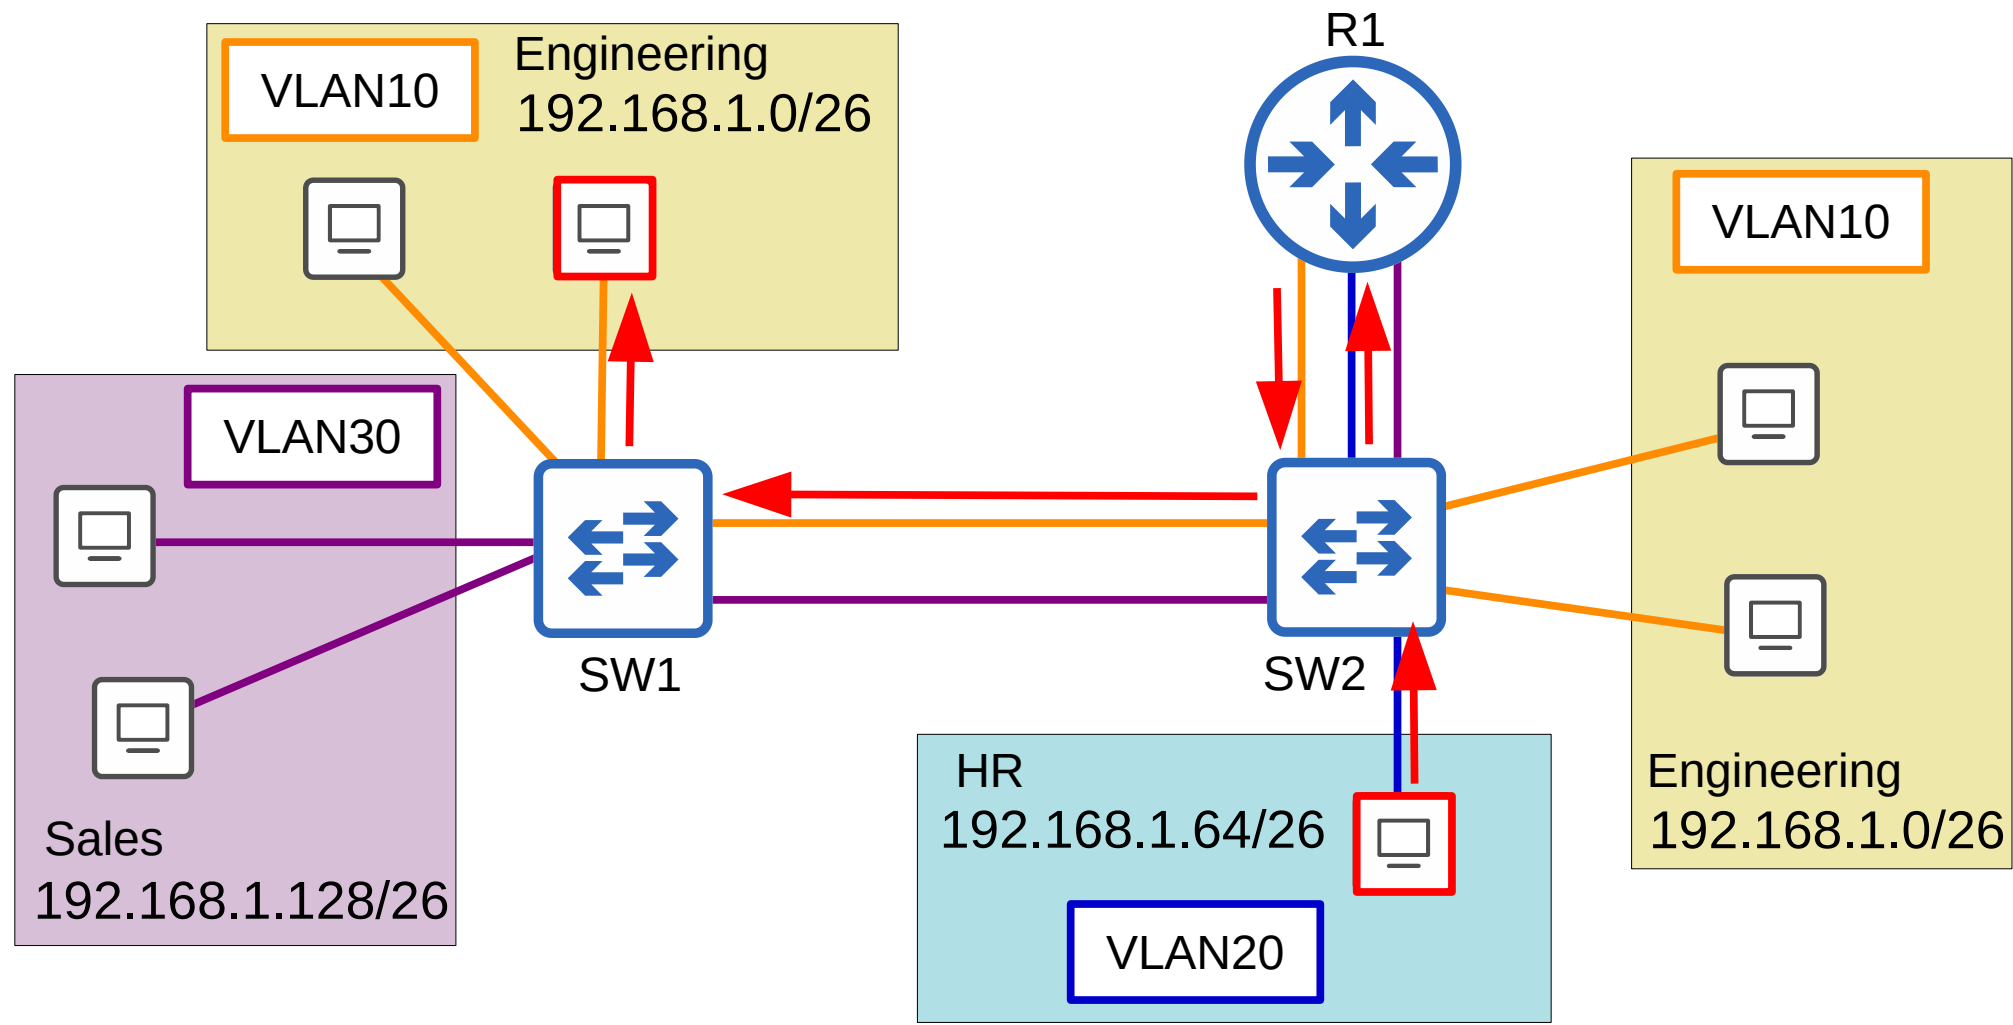 R1
VLAN10
Engineering
192.168.1.0/26
VLAN10
VLAN30
SW1
SW2
Sales
192.168.1.128/26
HR
192.168.1.64/26
VLAN20
Engineering
192.168.1.0/26